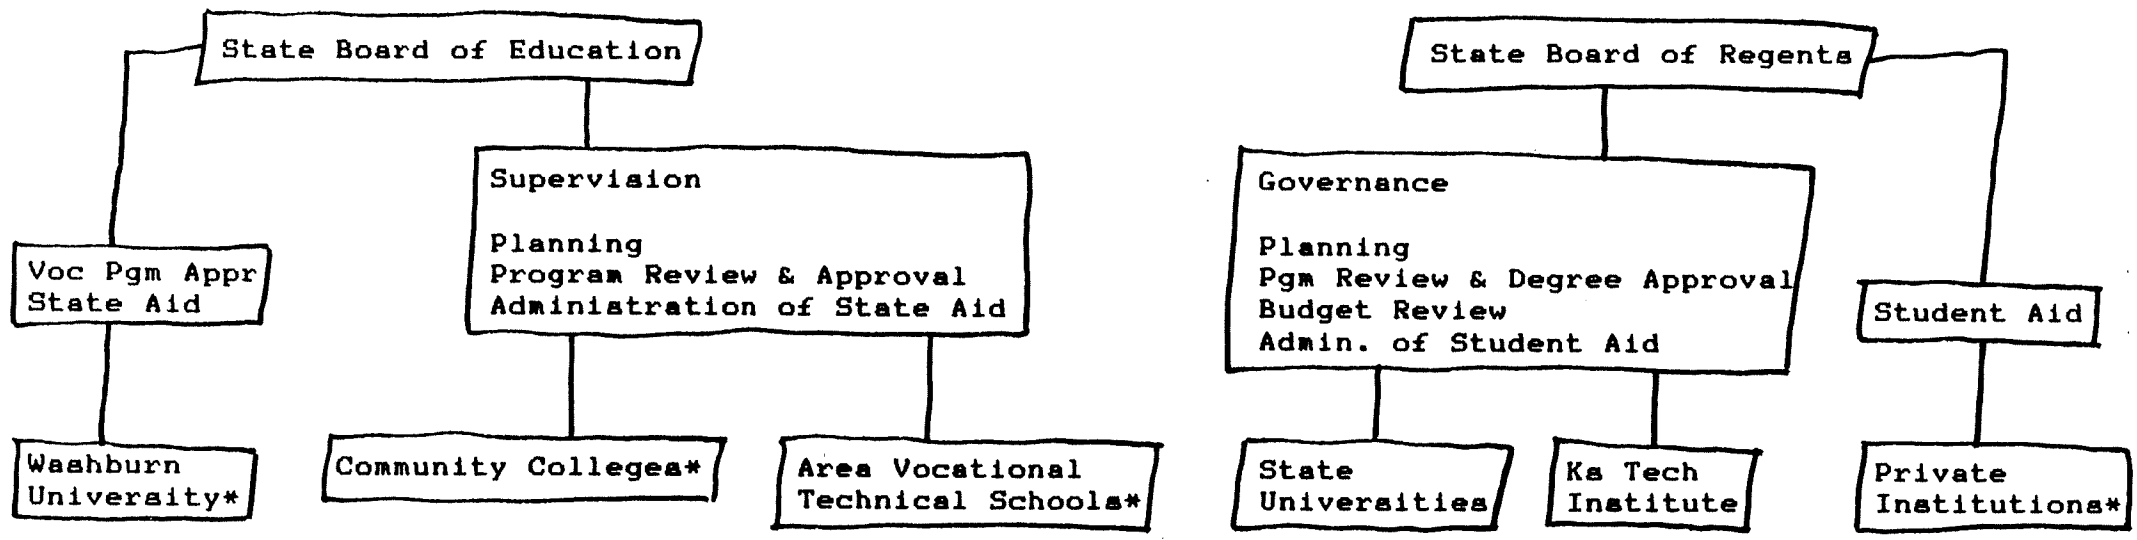 State Board of Education
State Board of Regents
Supervision
Planning
Program Review & Approval
Administration of State Aid
Governance
Planning
Pgm Review & Degree Approval
Budget Review
Admin. of Student Aid
Voc Pgm Appr
State Aid
Student Aid
Washburn
University*
Community Colleges*
Area Vocational
Technical Schools*
State
Universities
Ks Tech
Institute
Private
Institutions*